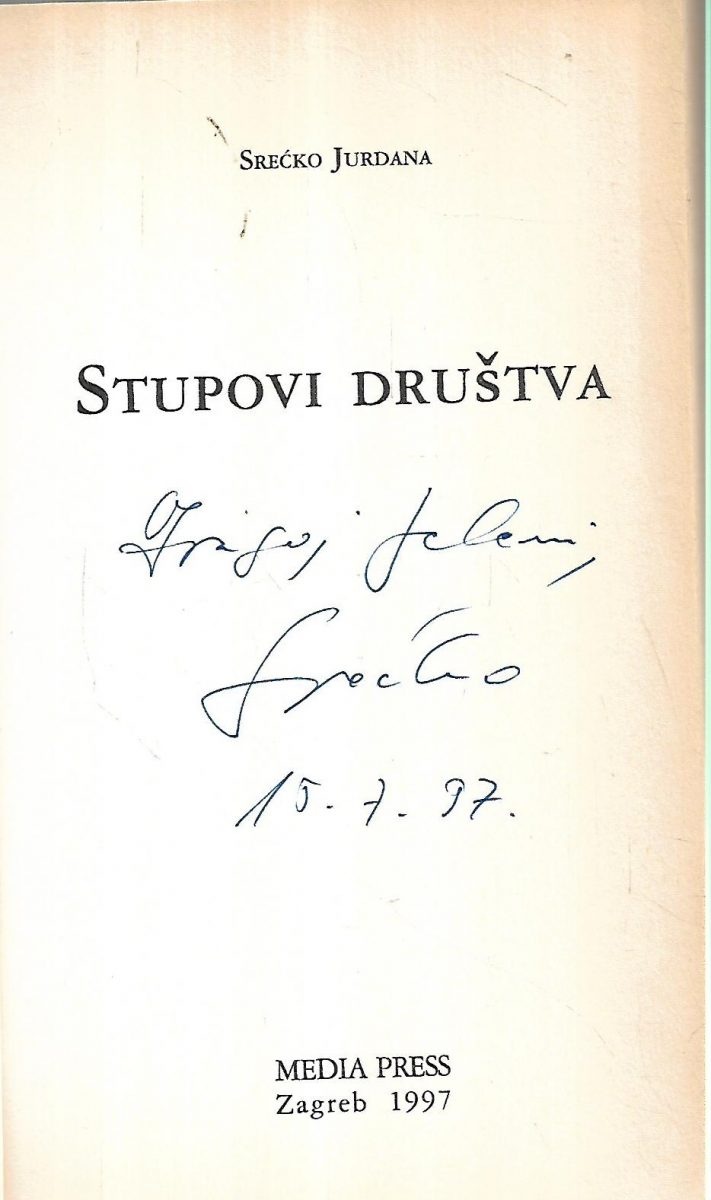 SREĆKO JURDANA
STUPOVI DRUŠTVA
Dragoj Jeleni,
Srećko
15. 7. 97.
MEDIA PRESS
Zagreb 1997